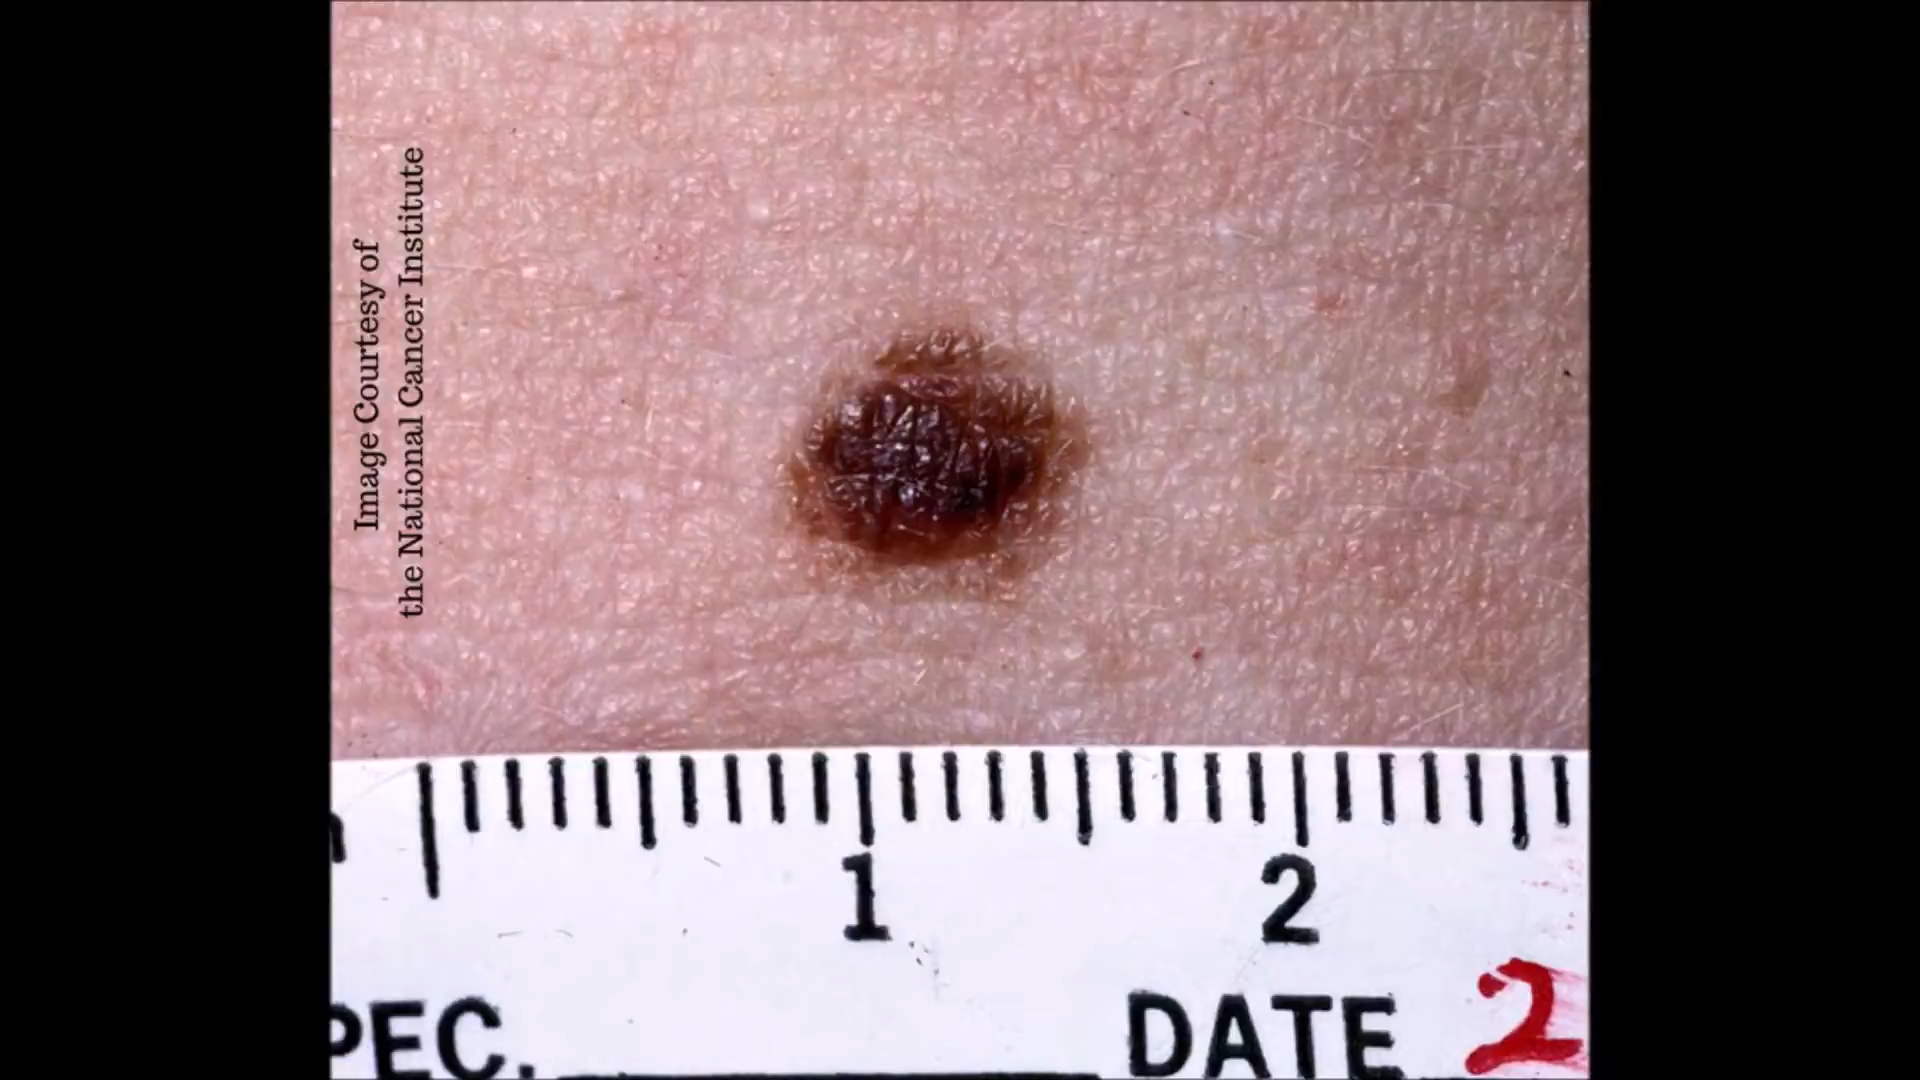 Image Courtesy of
the National Cancer Institute
1 2
PEC.
DATE 2